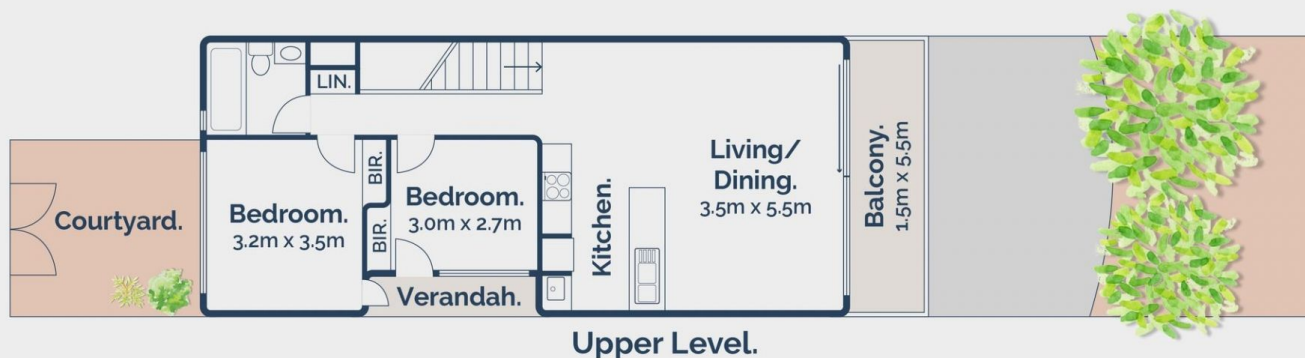 LIN.
Courtyard.
Bedroom.
3.2m x 3.5m
BIR.
BIR.
Bedroom.
3.0m x 2.7m
Verandah.
Kitchen.
Living/
Dining.
3.5m x 5.5m
Balcony.
1.5m x 5.5m
Upper Level.